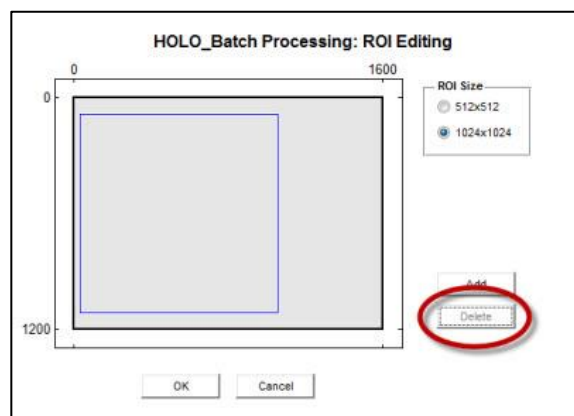 HOLO_Batch Processing: ROI Editing
0 1600
0
1200
ROI Size
512x512
1024x1024
Add
Delete
OK Cancel